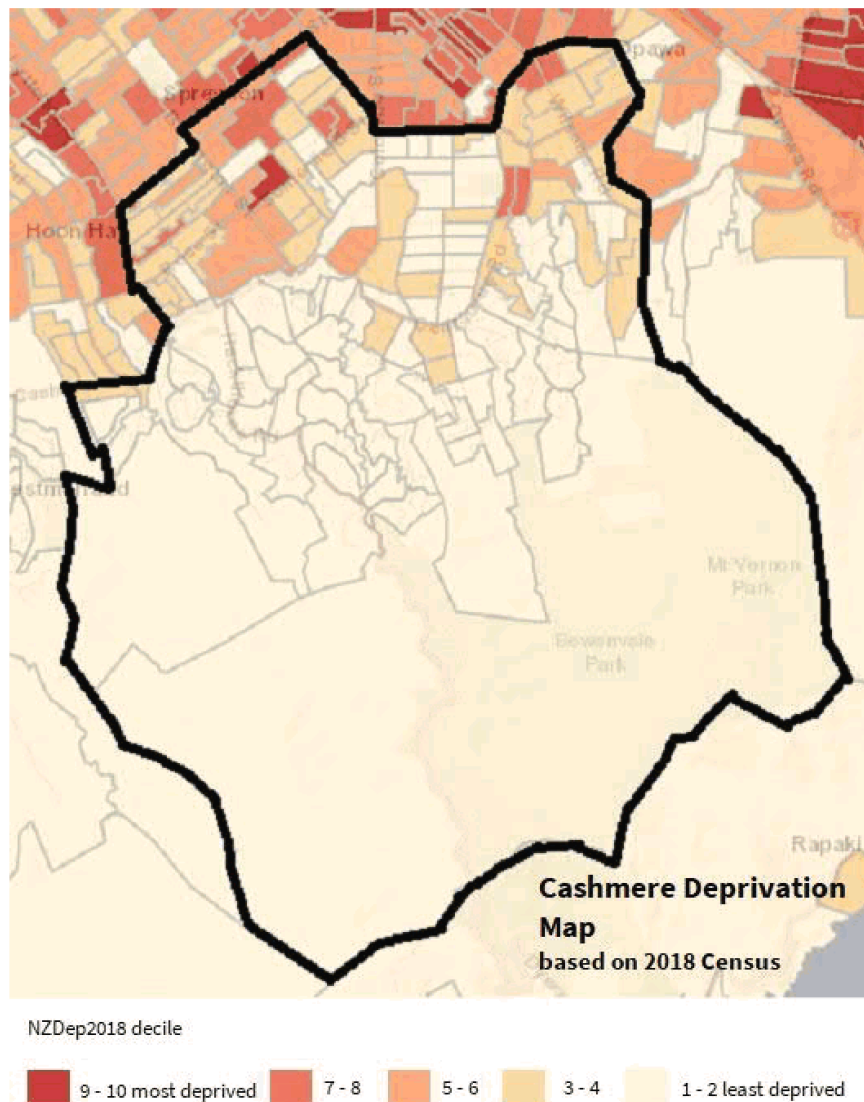 Opawa
Spreydon
Hoon Hay
Mt Vernon
Park
Bowenvale
Park
Rapaki
Cashmere Deprivation
Map
based on 2018 Census
NZDep2018 decile
9 - 10 most deprived
7 - 8
5 - 6
3 - 4
1 - 2 least deprived